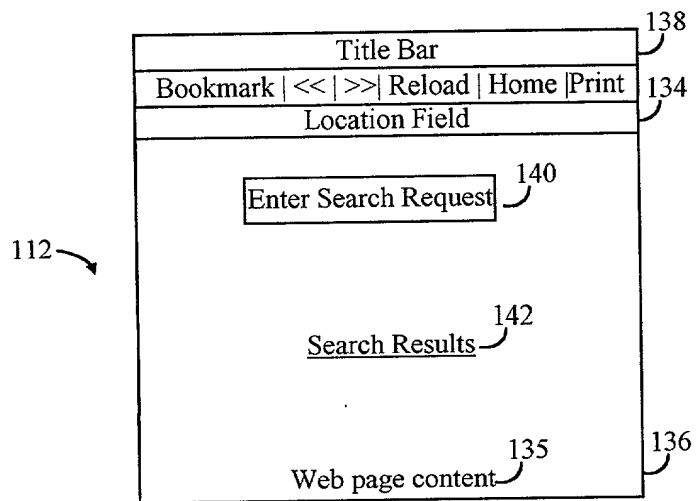 138
Title Bar
Bookmark | << | >>| Reload | Home |Print
134
Location Field
140
Enter Search Request
112
142
Search Results
135
136
Web page content